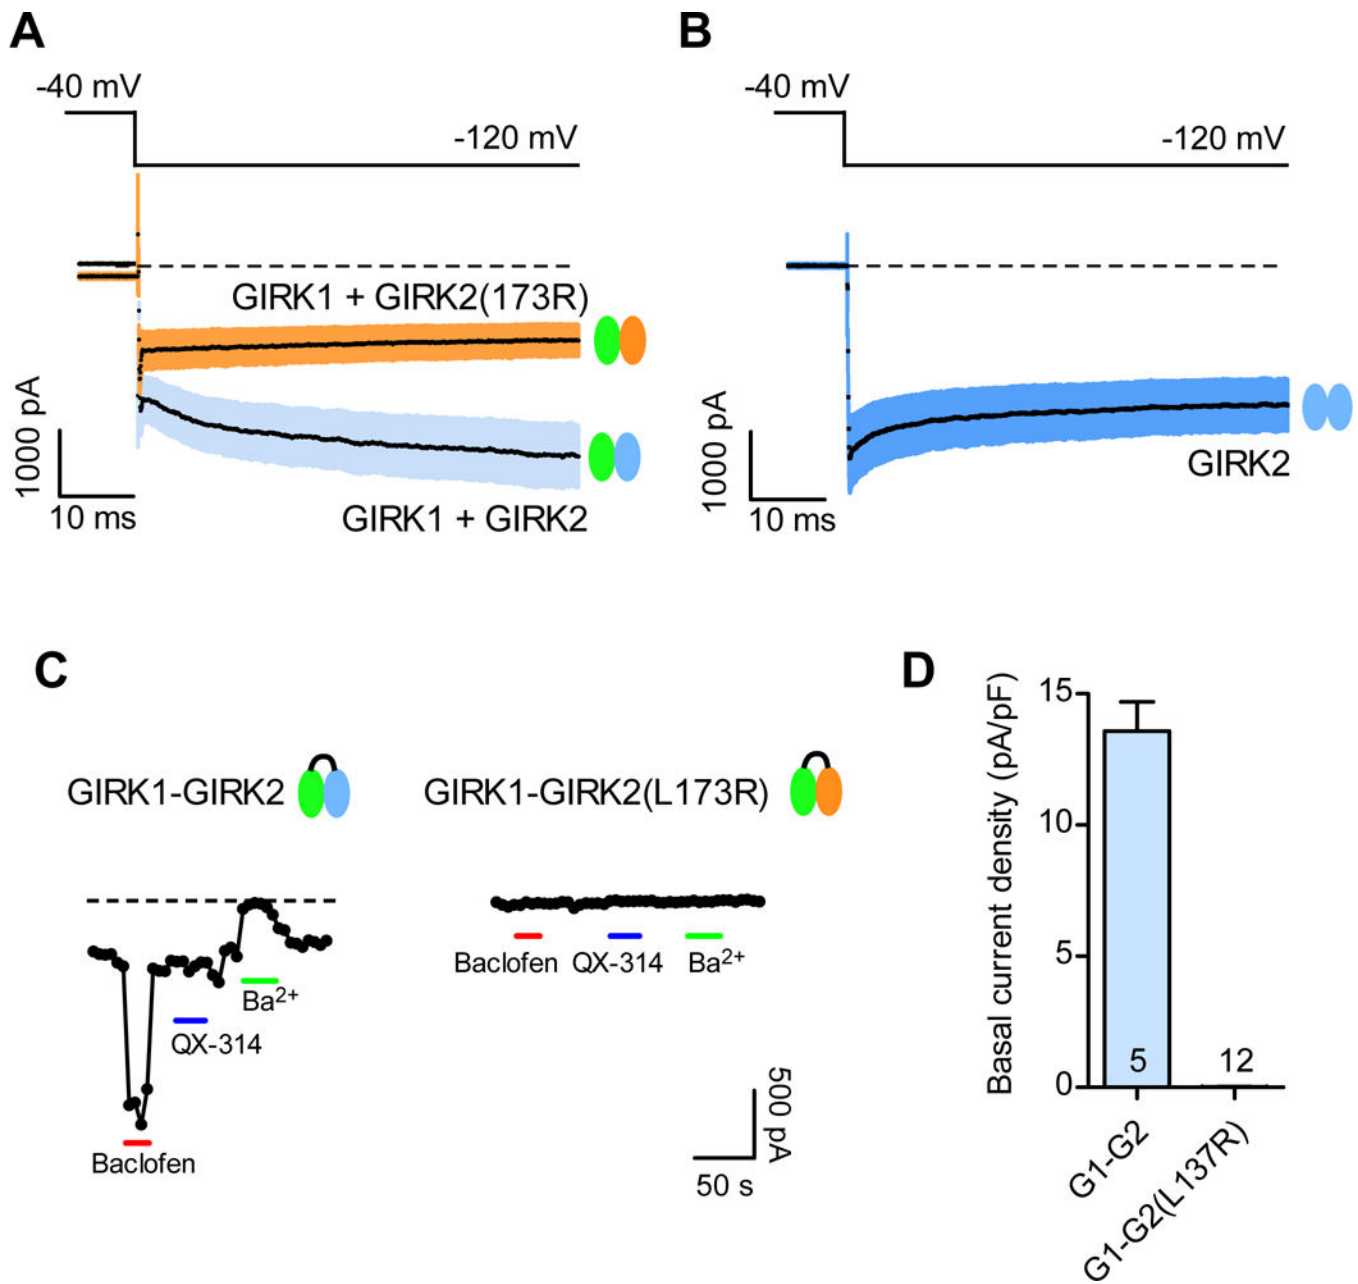 A
-40 mV
-120 mV
GIRK1 + GIRK2(173R)
1000 pA
10 ms
GIRK1 + GIRK2
B
-40 mV
-120 mV
1000 pA
10 ms
GIRK2
C
GIRK1-GIRK2
GIRK1-GIRK2(L173R)
Baclofen
QX-314
Ba2+
Baclofen
QX-314
Ba2+
500 pA
50 s
D
Basal current density (pA/pF)
15
10
5
0
5
12
G1-G2
G1-G2(L137R)